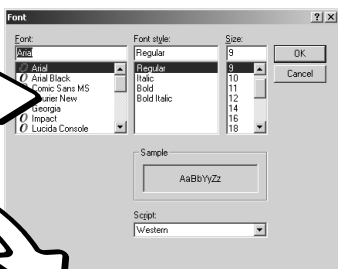 Font
Font: Font style: Size:
Arial Regular 9 OK
Arial Regular 9 Cancel
Arial Black Italic 10
Comic Sans MS Bold 11
Courier New Bold Italic 12
Georgia 14
Impact 16
Lucida Console 18
Sample
AaBbYyZz
Script:
Western